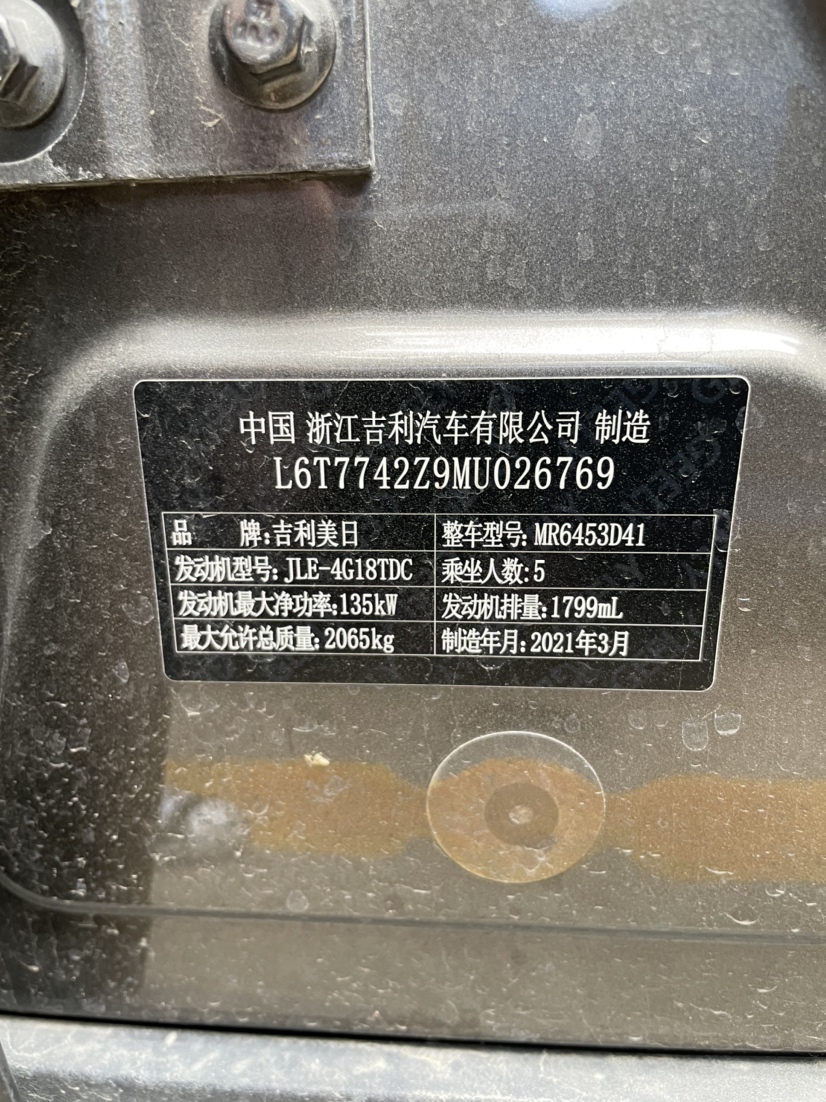 中国 浙江吉利汽车有限公司 制造
L6T7742Z9MU026769
品 牌:吉利美日 整车型号:MR6453D41
发动机型号:JLE-4G18TDC 乘坐人数:5
发动机最大净功率:135kW 发动机排量:1799mL
最大允许总质量:2065kg 制造年月:2021年3月